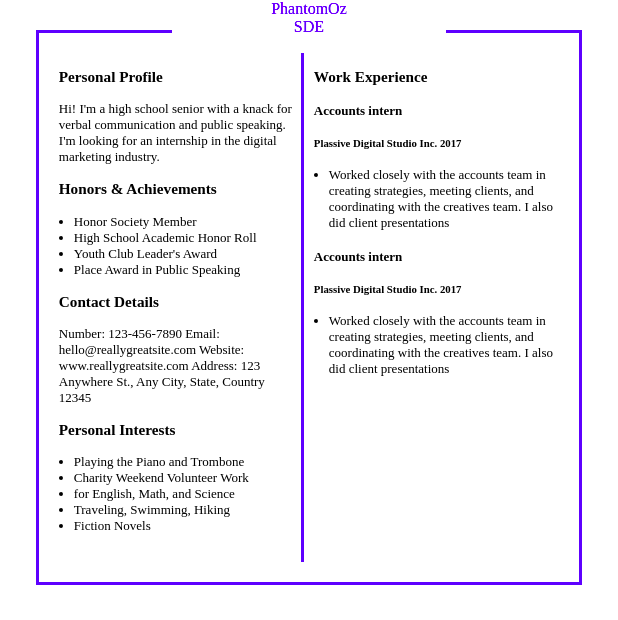 PhantomOz
SDE
Personal Profile
Hi! I'm a high school senior with a knack for
verbal communication and public speaking.
I'm looking for an internship in the digital
marketing industry.
Honors & Achievements
• Honor Society Member
• High School Academic Honor Roll
• Youth Club Leader's Award
• Place Award in Public Speaking
Contact Details
Number: 123-456-7890 Email:
hello@reallygreatsite.com Website:
www.reallygreatsite.com Address: 123
Anywhere St., Any City, State, Country
12345
Personal Interests
• Playing the Piano and Trombone
• Charity Weekend Volunteer Work
• for English, Math, and Science
• Traveling, Swimming, Hiking
• Fiction Novels
Work Experience
Accounts intern
Plassive Digital Studio Inc. 2017
• Worked closely with the accounts team in
creating strategies, meeting clients, and
coordinating with the creatives team. I also
did client presentations
Accounts intern
Plassive Digital Studio Inc. 2017
• Worked closely with the accounts team in
creating strategies, meeting clients, and
coordinating with the creatives team. I also
did client presentations